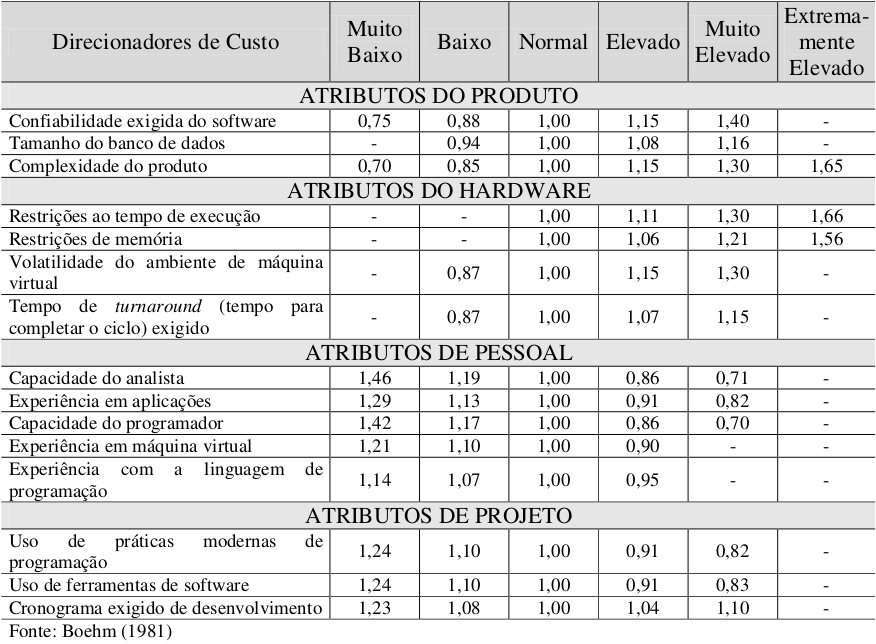 Direcionadores de Custo Muito Baixo Baixo Normal Elevado Muito Elevado Extrema-mente Elevado
ATRIBUTOS DO PRODUTO
Confiabilidade exigida do software 0,75 0,88 1,00 1,15 1,40 -
Tamanho do banco de dados - 0,94 1,00 1,08 1,16 -
Complexidade do produto 0,70 0,85 1,00 1,15 1,30 1,65
ATRIBUTOS DO HARDWARE
Restrições ao tempo de execução - - 1,00 1,11 1,30 1,66
Restrições de memória - - 1,00 1,06 1,21 1,56
Volatilidade do ambiente de máquina
virtual - 0,87 1,00 1,15 1,30 -
Tempo de turnaround (tempo para
completar o ciclo) exigido - 0,87 1,00 1,07 1,15 -
ATRIBUTOS DE PESSOAL
Capacidade do analista 1,46 1,19 1,00 0,86 0,71 -
Experiência em aplicações 1,29 1,13 1,00 0,91 0,82 -
Capacidade do programador 1,42 1,17 1,00 0,86 0,70 -
Experiência em máquina virtual 1,21 1,10 1,00 0,90 - -
Experiência com a linguagem de
programação 1,14 1,07 1,00 0,95 - -
ATRIBUTOS DE PROJETO
Uso de práticas modernas de
programação 1,24 1,10 1,00 0,91 0,82 -
Uso de ferramentas de software 1,24 1,10 1,00 0,91 0,83 -
Cronograma exigido de desenvolvimento 1,23 1,08 1,00 1,04 1,10 -
Fonte: Boehm (1981)